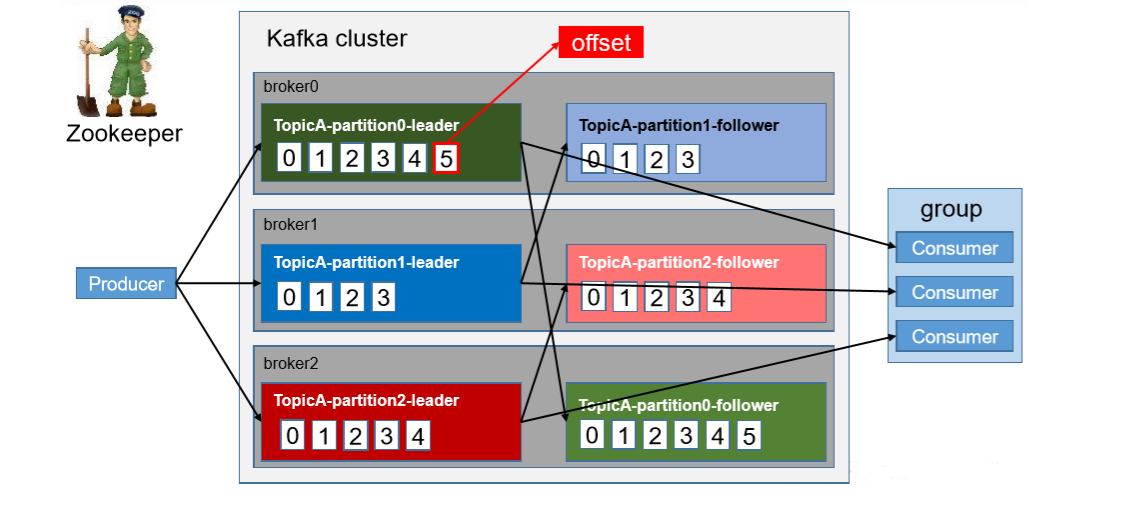 Zookeeper
Kafka cluster
offset
broker0
TopicA-partition0-leader
0 1 2 3 4 5
TopicA-partition1-follower
0 1 2 3
broker1
TopicA-partition1-leader
0 1 2 3
TopicA-partition2-follower
0 1 2 3 4
broker2
TopicA-partition2-leader
0 1 2 3 4
TopicA-partition0-follower
0 1 2 3 4 5
Producer
group
Consumer
Consumer
Consumer